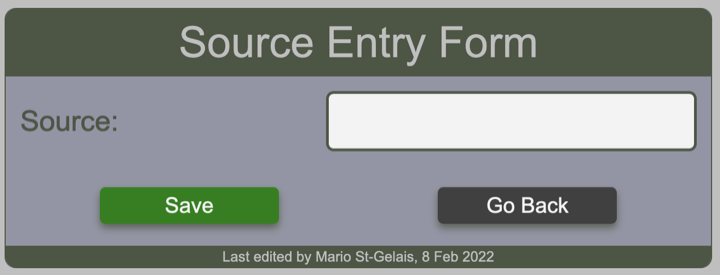 Source Entry Form
Source:
Save
Go Back
Last edited by Mario St-Gelais, 8 Feb 2022